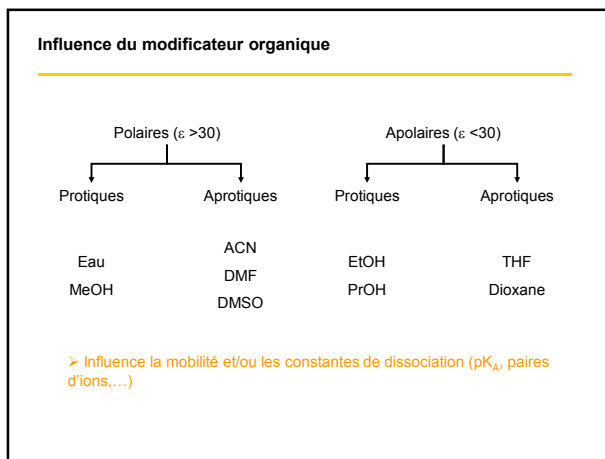 Influence du modificateur organique
Polaires (ε >30)
Apolaires (ε <30)
Protiques
Aprotiques
Protiques
Aprotiques
Eau
MeOH
ACN
DMF
DMSO
EtOH
PrOH
THF
Dioxane
➢ Influence la mobilité et/ou les constantes de dissociation (pKA, paires
d'ions,…)